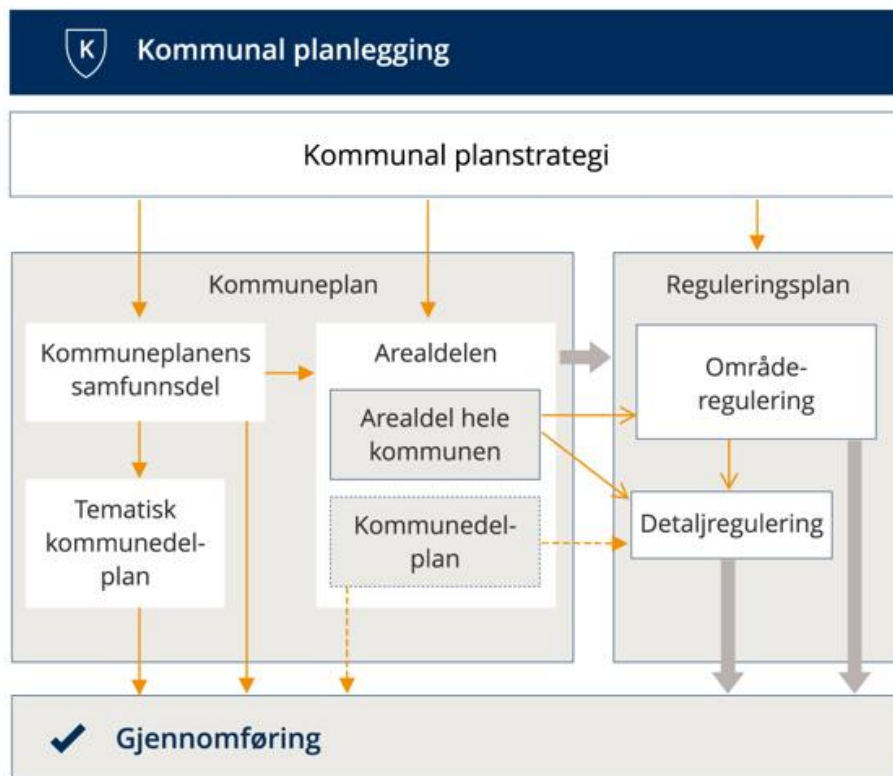 K
Kommunal planlegging
Kommunal planstrategi
Kommuneplan
Kommuneplanens
samfunnsdel
Tematisk
kommunedel-
plan
Arealdelen
Arealdel hele
kommunen
Kommunedel-
plan
Reguleringsplan
Område-
regulering
Detaljregulering
Gjennomføring